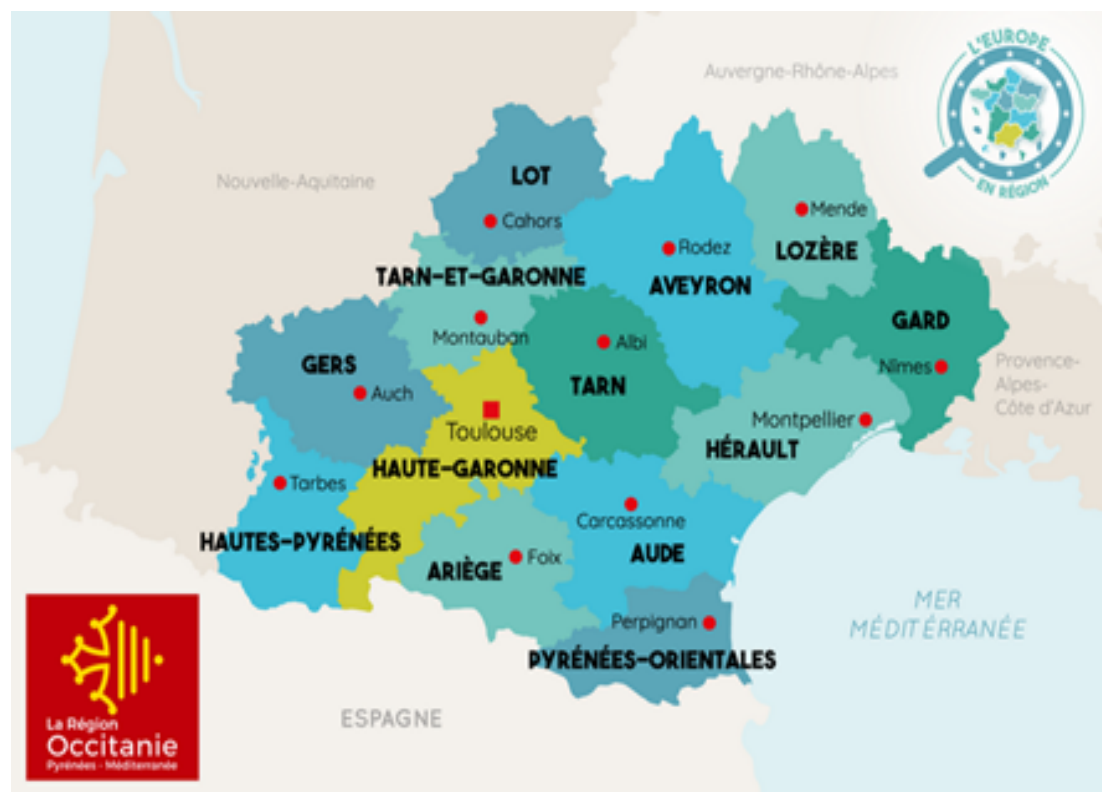 L'EUROPE
EN RÉGION
Auvergne-Rhône-Alpes
Nouvelle-Aquitaine
LOT
Cahors
Mende
LOZÈRE
Rodez
AVEYRON
TARN-ET-GARONNE
Montauban
GARD
Nîmes
Albi
TARN
GERS
Auch
Provence-
Alpes-
Côte d'Azur
Toulouse
HAUTE-GARONNE
Montpellier
HÉRAULT
Tarbes
HAUTES-PYRÉNÉES
Carcassonne
AUDE
Foix
ARIÈGE
Perpignan
PYRÉNÉES-ORIENTALES
MER
MÉDITÉRRANÉE
ESPAGNE
La Région
Occitanie
Pyrénées - Méditerranée